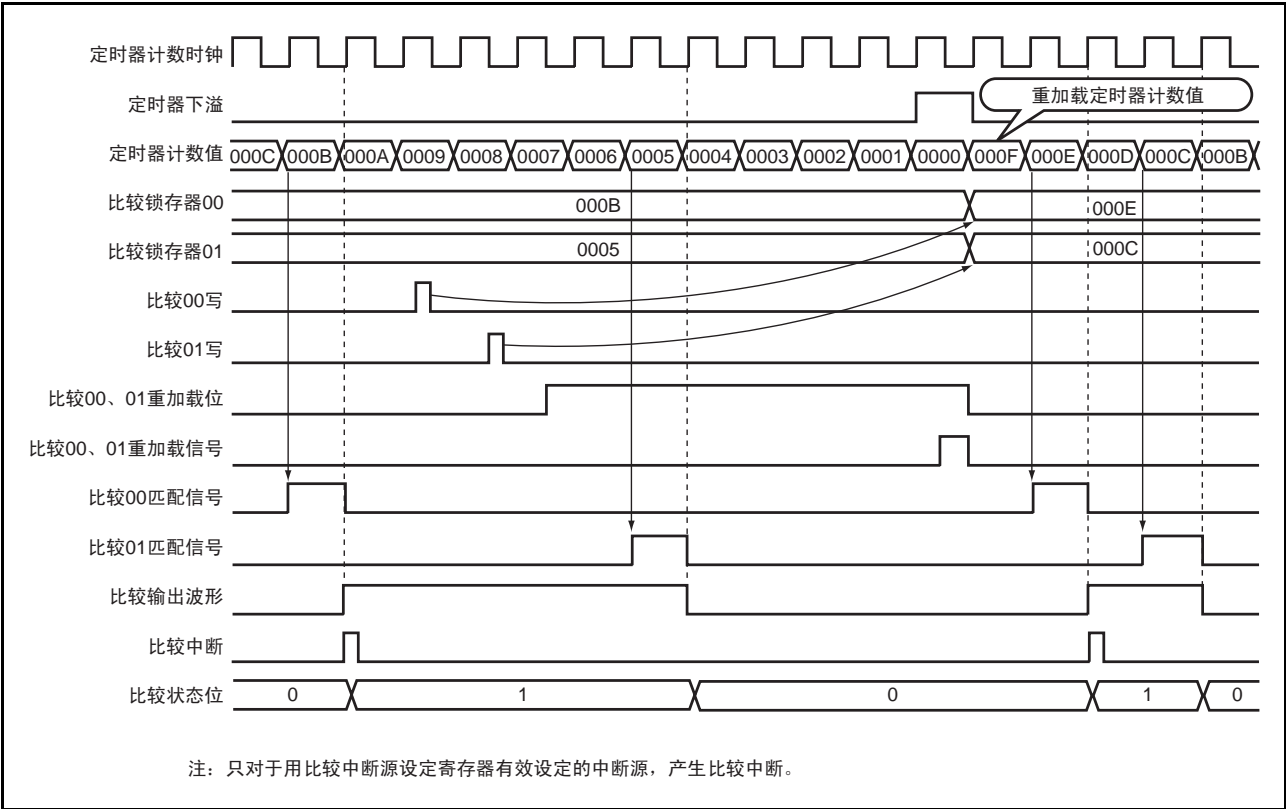 定时器计数时钟
定时器下溢
重加载定时器计数值
定时器计数值 000C 000B 000A 0009 0008 0007 0006 0005 0004 0003 0002 0001 0000 000F 000E 000D 000C 000B
比较锁存器00 000B 000E
比较锁存器01 0005 000C
比较00写
比较01写
比较00、01重加载位
比较00、01重加载信号
比较00匹配信号
比较01匹配信号
比较输出波形
比较中断
比较状态位 0 1 0 1 0
注：只对于用比较中断源设定寄存器有效设定的中断源，产生比较中断。